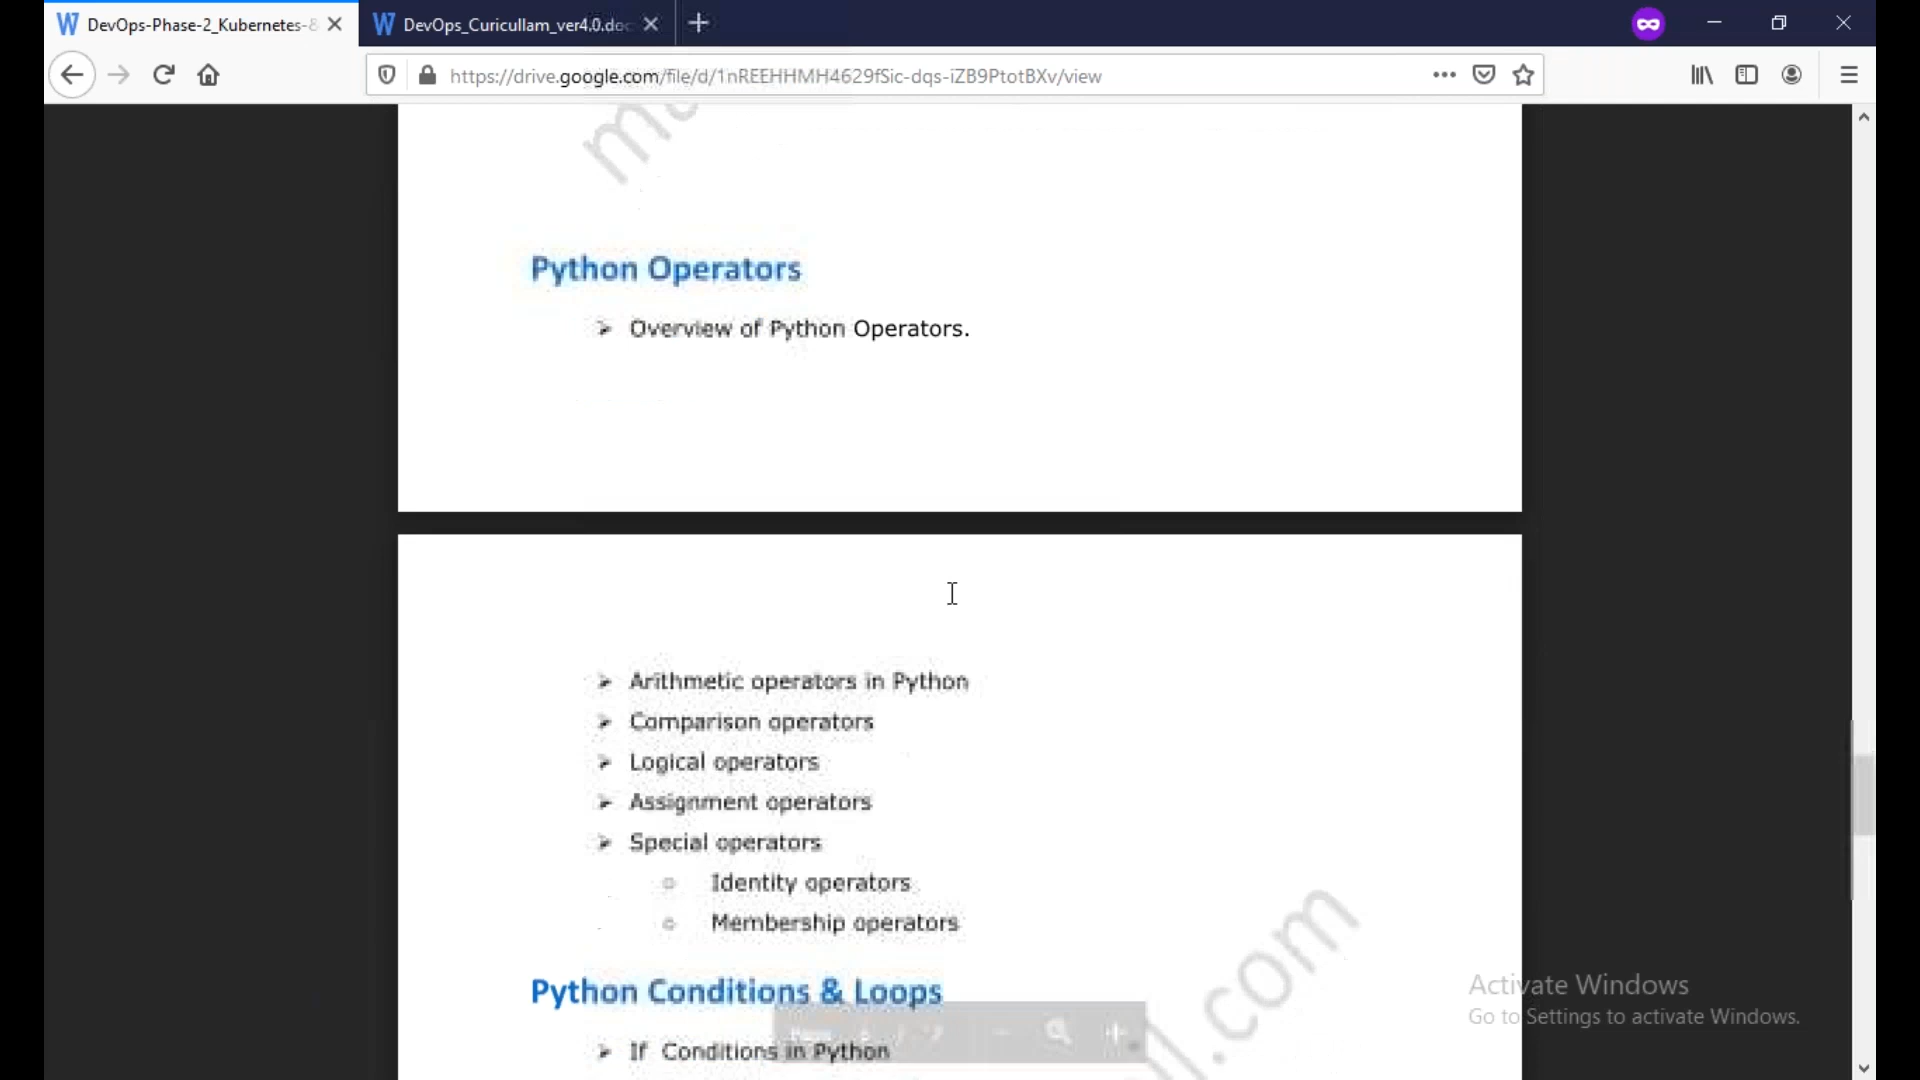 DevOps-Phase-2_Kubernetes-&
DevOps_Curicullam_ver4.0.doc
https://drive.google.com/file/d/1nREEHHMH4629fSic-dqs-iZB9PtotBXv/view
Python Operators
➢ Overview of Python Operators.
➢ Arithmetic operators in Python
➢ Comparison operators
➢ Logical operators
➢ Assignment operators
➢ Special operators
○ Identity operators
○ Membership operators
Python Conditions & Loops
➢ If Conditions in Python
Activate Windows
Go to Settings to activate Windows.